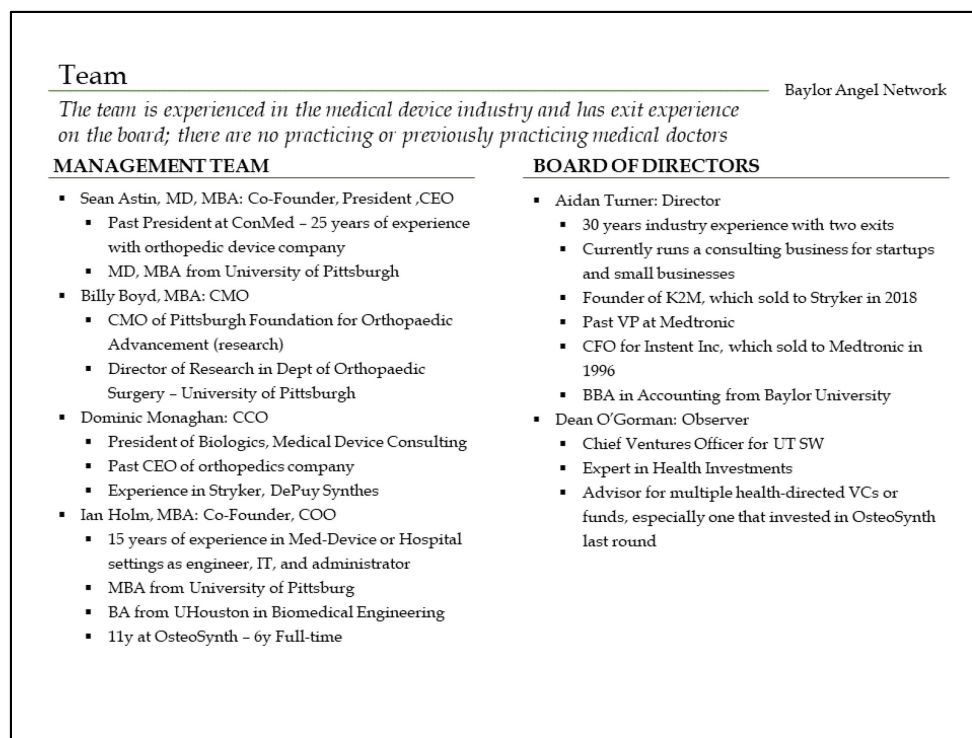 Team
Baylor Angel Network
The team is experienced in the medical device industry and has exit experience
on the board; there are no practicing or previously practicing medical doctors
MANAGEMENT TEAM
▪ Sean Astin, MD, MBA: Co-Founder, President ,CEO
▪ Past President at ConMed – 25 years of experience
with orthopedic device company
▪ MD, MBA from University of Pittsburgh
▪ Billy Boyd, MBA: CMO
▪ CMO of Pittsburgh Foundation for Orthopaedic
Advancement (research)
▪ Director of Research in Dept of Orthopaedic
Surgery – University of Pittsburgh
▪ Dominic Monaghan: CCO
▪ President of Biologics, Medical Device Consulting
▪ Past CEO of orthopedics company
▪ Experience in Stryker, DePuy Synthes
▪ Ian Holm, MBA: Co-Founder, COO
▪ 15 years of experience in Med-Device or Hospital
settings as engineer, IT, and administrator
▪ MBA from University of Pittsburg
▪ BA from UHouston in Biomedical Engineering
▪ 11y at OsteoSynth – 6y Full-time
BOARD OF DIRECTORS
▪ Aidan Turner: Director
▪ 30 years industry experience with two exits
▪ Currently runs a consulting business for startups
and small businesses
▪ Founder of K2M, which sold to Stryker in 2018
▪ Past VP at Medtronic
▪ CFO for Instent Inc, which sold to Medtronic in
1996
▪ BBA in Accounting from Baylor University
▪ Dean O’Gorman: Observer
▪ Chief Ventures Officer for UT SW
▪ Expert in Health Investments
▪ Advisor for multiple health-directed VCs or
funds, especially one that invested in OsteoSynth
last round